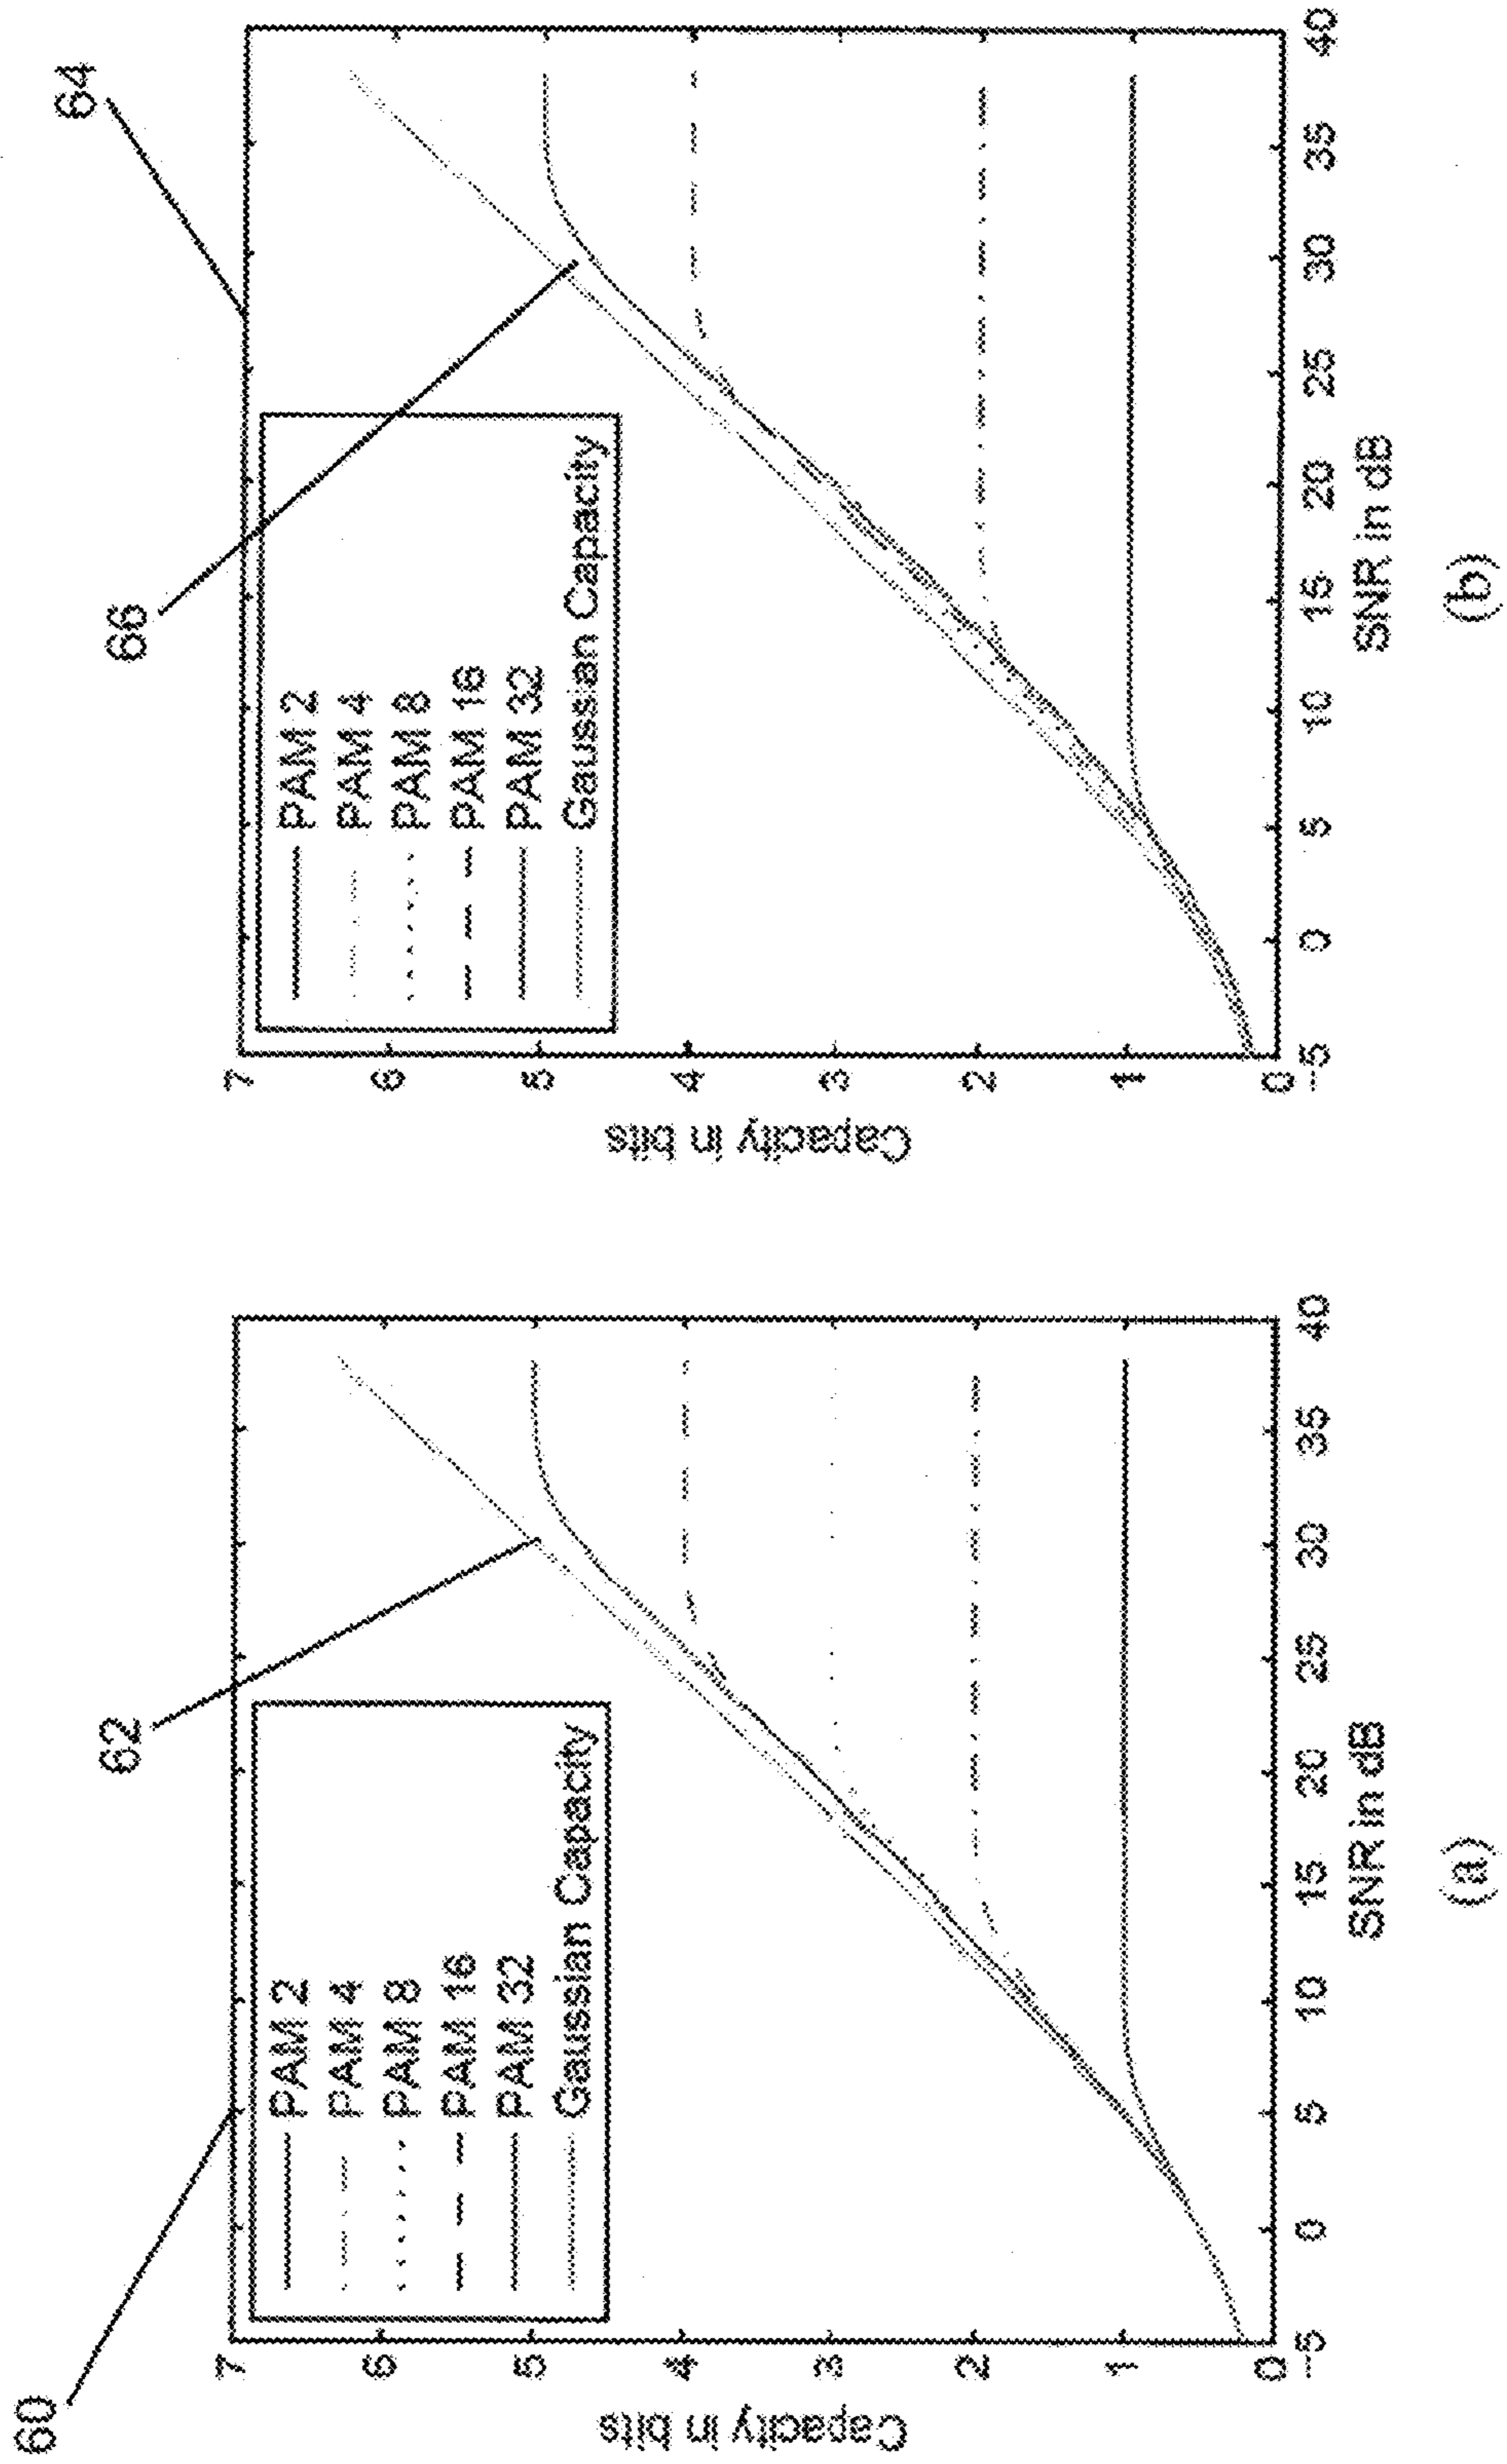 60
62
7
6
5
4
3
2
1
0
Capacity in bits
PAM 2
PAM 4
PAM 8
PAM 16
PAM 32
Gaussian Capacity
-5
0
5
10
15
20
25
30
35
40
SNR in dB
(a)
64
66
7
6
5
4
3
2
1
0
Capacity in bits
PAM 2
PAM 4
PAM 8
PAM 16
PAM 32
Gaussian Capacity
-5
0
5
10
15
20
25
30
35
40
SNR in dB
(b)